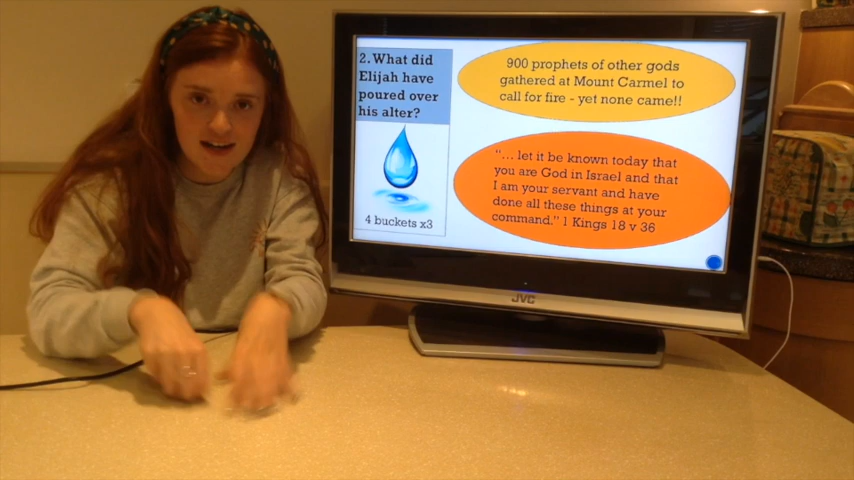 2. What did
Elijah have
poured over
his alter?
4 buckets x3
900 prophets of other gods
gathered at Mount Carmel to
call for fire - yet none came!!
"... let it be known today that
you are God in Israel and that
I am your servant and have
done all these things at your
command." 1 Kings 18 v 36
JVC